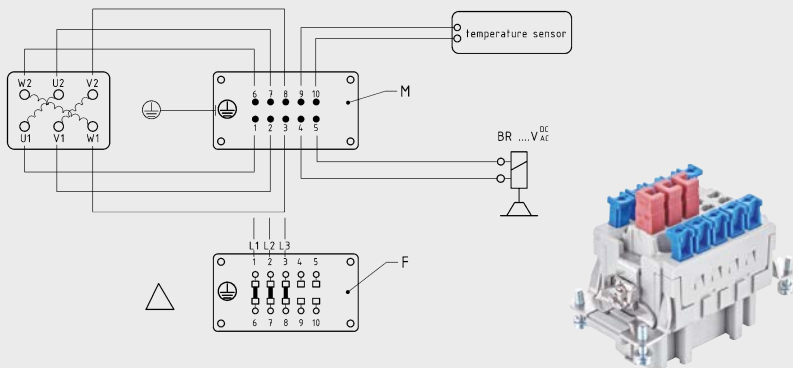 temperature sensor
W2 U2 V2
U1 V1 W1
6 7 8 9 10
1 2 3 4 5
M
BR ....V DC AC
L1 L2 L3
1 2 3 4 5
6 7 8 9 10
F